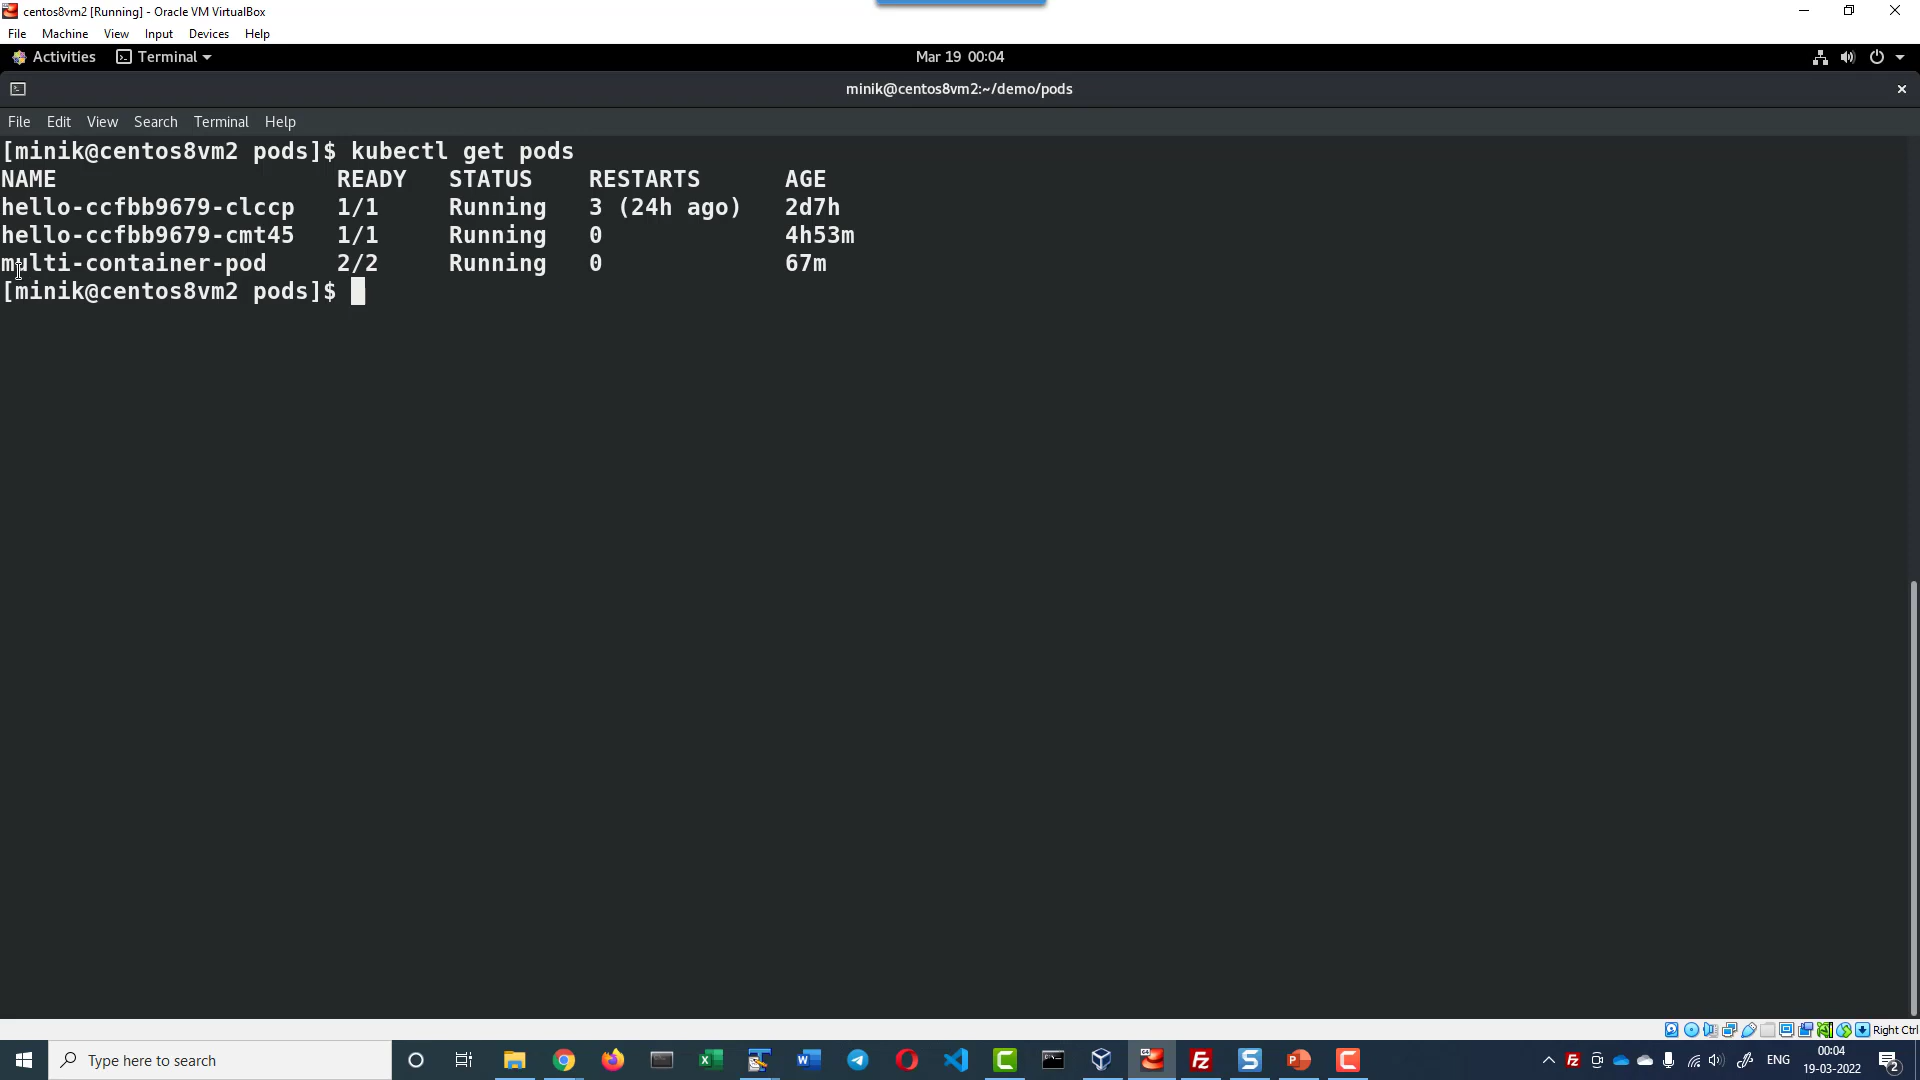 centos8vm2 [Running] - Oracle VM VirtualBox
File Machine View Input Devices Help
Activities Terminal Mar 19 00:04
minik@centos8vm2:~/demo/pods
File Edit View Search Terminal Help
[minik@centos8vm2 pods]$ kubectl get pods
NAME READY STATUS RESTARTS AGE
hello-ccfbb9679-clccp 1/1 Running 3 (24h ago) 2d7h
hello-ccfbb9679-cmt45 1/1 Running 0 4h53m
multi-container-pod 2/2 Running 0 67m
[minik@centos8vm2 pods]$
Right Ctrl
Type here to search
ENG
00:04
19-03-2022
2